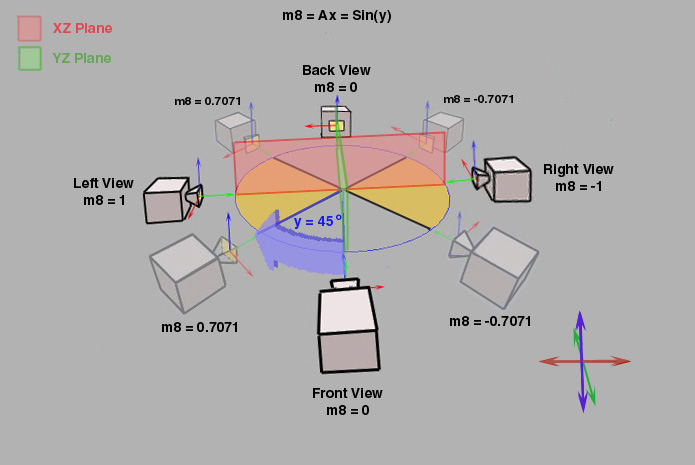 m8 = Ax = Sin(y)
XZ Plane
YZ Plane
Back View
m8 = 0
m8 = 0.7071
m8 = -0.7071
Left View
m8 = 1
Right View
m8 = -1
y = 45°
m8 = 0.7071
m8 = -0.7071
Front View
m8 = 0